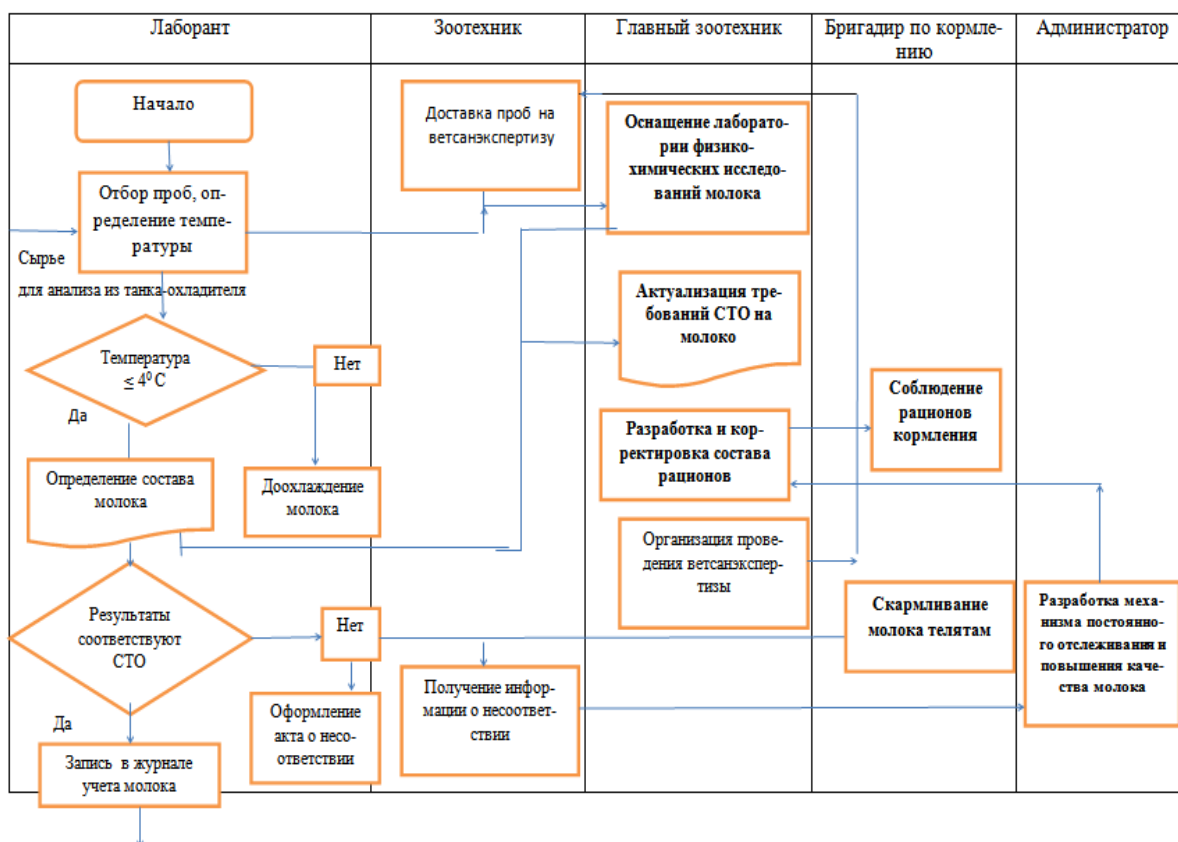 Лаборант
Зоотехник
Главный зоотехник
Бригадир по кормле-
нию
Администратор
Начало
Отбор проб, оп-
ределение темпе-
ратуры
Сырье
для анализа из танка-охладителя
Температура
≤ 4⁰ С
Нет
Да
Определение состава
молока
Доохлаждение
молока
Результаты
соответствуют
СТО
Нет
Да
Оформление
акта о несо-
ответствии
Запись в журнале
учета молока
Доставка проб на
ветсанэкспертизу
Получение инфор-
мации о несоответ-
ствии
Оснащение лаборато-
рии физико-
химических исследо-
ваний молока
Актуализация тре-
бований СТО на
молоко
Разработка и кор-
ректировка состава
рационов
Организация прове-
дения ветсанэкспер-
тизы
Соблюдение
рационов
кормления
Скармливание
молока телятам
Разработка меха-
низма постоянно-
го отслеживания и
повышения каче-
ства молока